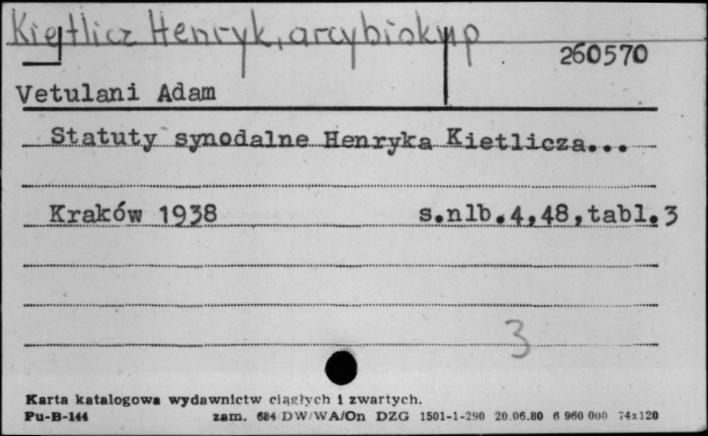 Kietlicz Henryk, arcybiskup
260570
Vetulani Adam
Statuty synodalne Henryka Kietlicza...
Kraków 1938 s.nlb.4,48,tabl.3
3
Karta katalogowa wydawnictw ciągłych i zwartych.
Pu-B-144 zam. 684 DW/WA/On DZG 1501-1-290 20.06.80 6 960 000 74x120